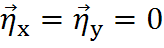 η⃗ₓ = η⃗ᵧ = 0